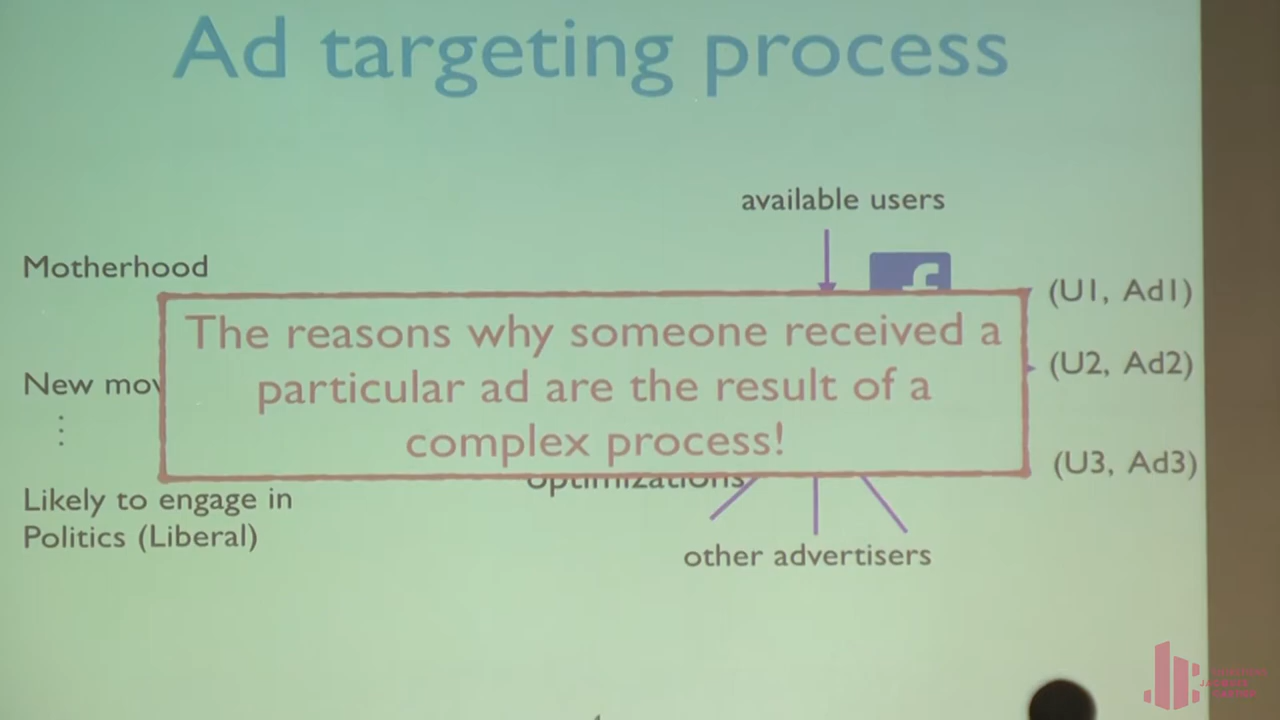 Ad targeting process
available users
Motherhood
f
(U1, Ad1)
The reasons why someone received a
particular ad are the result of a
complex process!
(U2, Ad2)
New mov
(U3, Ad3)
optimizations
Likely to engage in
Politics (Liberal)
other advertisers